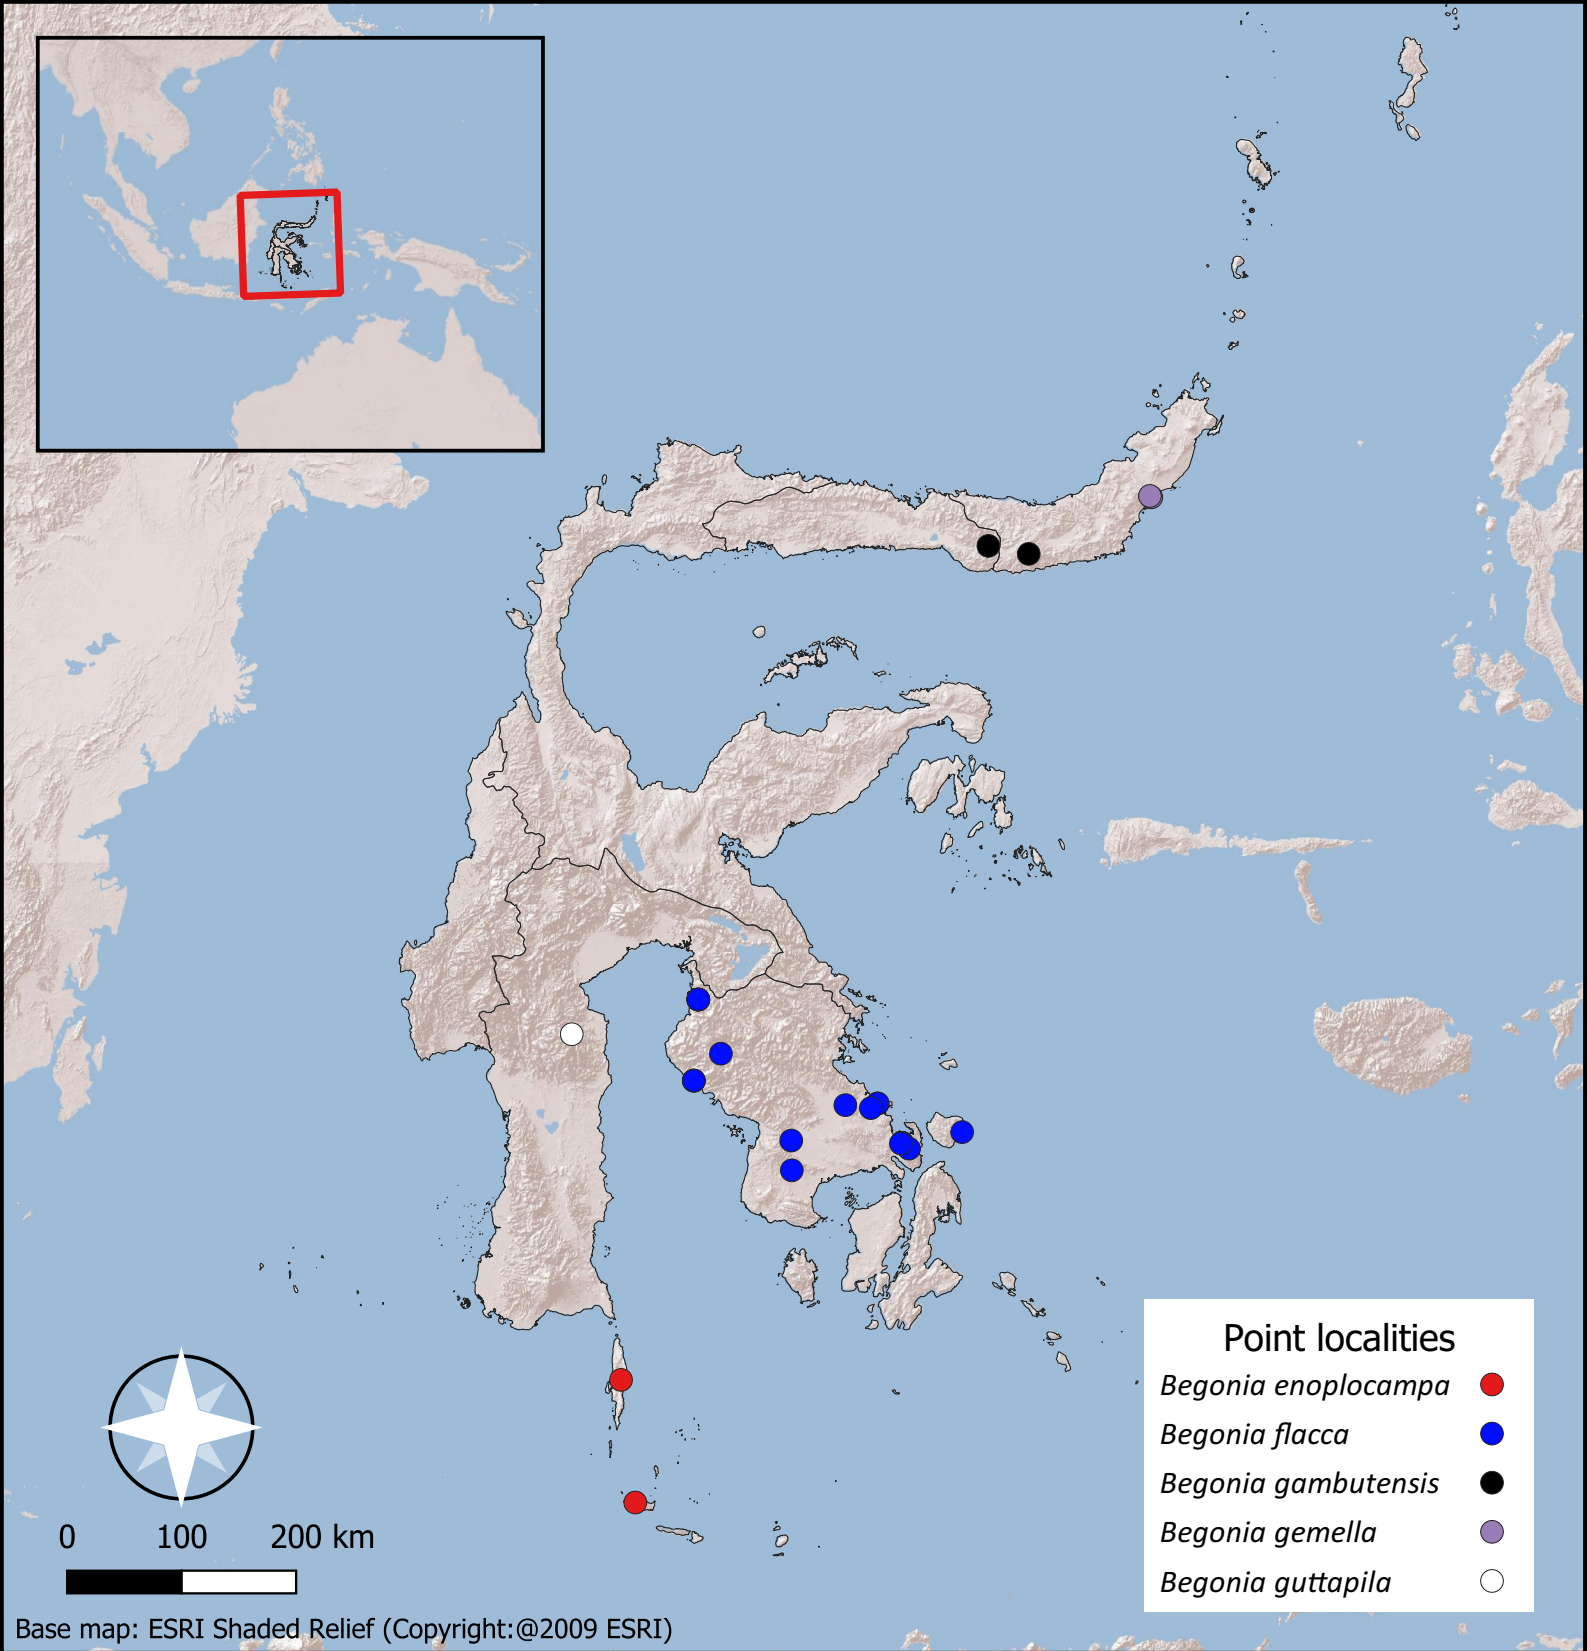 Point localities
Begonia enoplocampa
Begonia flacca
Begonia gambutensis
Begonia gemella
Begonia guttapila
0 100 200 km
Base map: ESRI Shaded Relief (Copyright:@2009 ESRI)